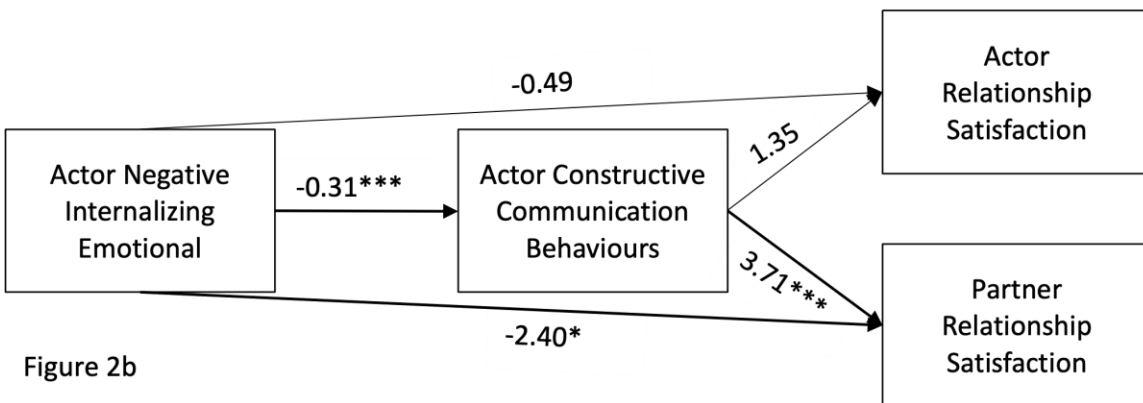 Actor
Relationship
Satisfaction
-0.49
1.35
Actor Negative
Internalizing
Emotional
-0.31***
Actor Constructive
Communication
Behaviours
3.71***
-2.40*
Partner
Relationship
Satisfaction
Figure 2b